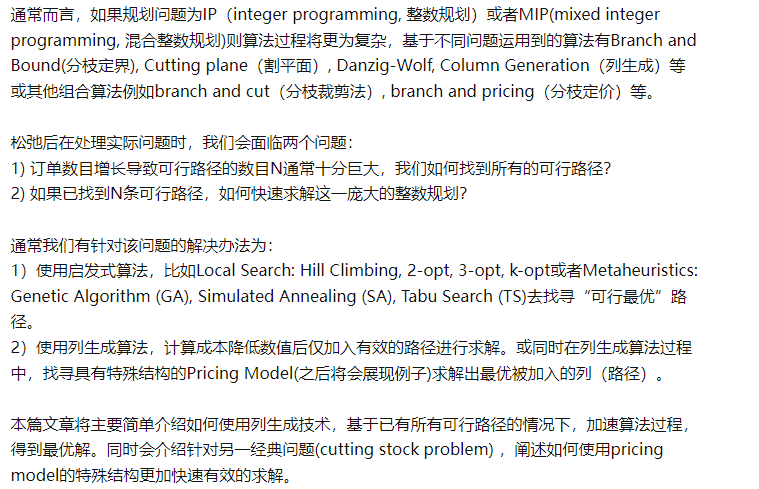 通常而言，如果规划问题为IP（integer programming, 整数规划）或者MIP(mixed integer
programming, 混合整数规划)则算法过程将更为复杂，基于不同问题运用到的算法有Branch and
Bound(分枝定界), Cutting plane（割平面）, Danzig-Wolf, Column Generation（列生成）等
或其他组合算法例如branch and cut（分枝裁剪法）, branch and pricing（分枝定价）等。
松弛后在处理实际问题时，我们会面临两个问题：
1) 订单数目增长导致可行路径的数目N通常十分巨大，我们如何找到所有的可行路径？
2) 如果已找到N条可行路径，如何快速求解这一庞大的整数规划？
通常我们有针对该问题的解决办法为：
1）使用启发式算法，比如Local Search: Hill Climbing, 2-opt, 3-opt, k-opt或者Metaheuristics:
Genetic Algorithm (GA), Simulated Annealing (SA), Tabu Search (TS)去找寻“可行最优”路
径。
2）使用列生成算法，计算成本降低数值后仅加入有效的路径进行求解。或同时在列生成算法过程
中，找寻具有特殊结构的Pricing Model(之后将会展现例子)求解出最优被加入的列（路径）。
本篇文章将主要简单介绍如何使用列生成技术，基于已有所有可行路径的情况下，加速算法过程，
得到最优解。同时会介绍针对另一经典问题(cutting stock problem) ，阐述如何使用pricing
model的特殊结构更加快速有效的求解。